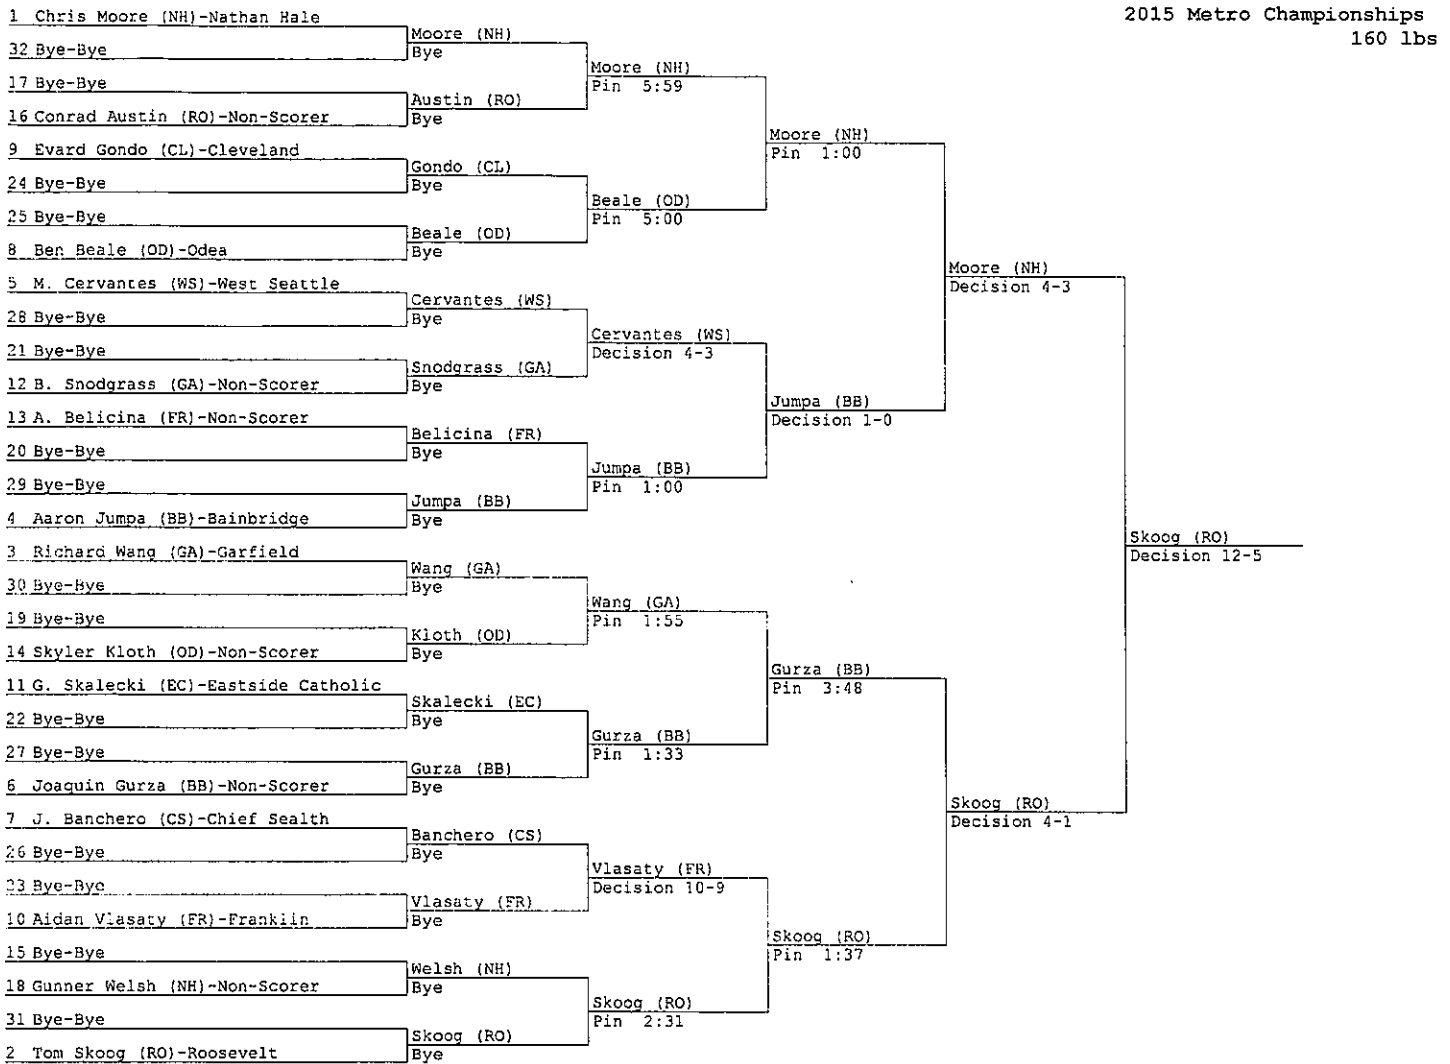 2015 Metro Championships
160 lbs
1 Chris Moore (NH)-Nathan Hale
32 Bye-Bye
17 Bye-Bye
16 Conrad Austin (RO)-Non-Scorer
9 Evard Gondo (CL)-Cleveland
24 Bye-Bye
25 Bye-Bye
8 Ben Beale (OD)-Odea
5 M. Cervantes (WS)-West Seattle
28 Bye-Bye
21 Bye-Bye
12 B. Snodgrass (GA)-Non-Scorer
13 A. Belicina (FR)-Non-Scorer
20 Bye-Bye
29 Bye-Bye
4 Aaron Jumpa (BB)-Bainbridge
3 Richard Wang (GA)-Garfield
30 Bye-Bye
19 Bye-Bye
14 Skyler Kloth (OD)-Non-Scorer
11 G. Skalecki (EC)-Eastside Catholic
22 Bye-Bye
27 Bye-Bye
6 Joaquin Gurza (BB)-Non-Scorer
7 J. Banchero (CS)-Chief Sealth
26 Bye-Bye
23 Bye-Bye
10 Aidan Vlasaty (FR)-Franklin
15 Bye-Bye
18 Gunner Welsh (NH)-Non-Scorer
31 Bye-Bye
2 Tom Skoog (RO)-Roosevelt
Moore (NH)
Bye
Austin (RO)
Bye
Gondo (CL)
Bye
Beale (OD)
Bye
Cervantes (WS)
Bye
Snodgrass (GA)
Bye
Belicina (FR)
Bye
Jumpa (BB)
Bye
Wang (GA)
Bye
Kloth (OD)
Bye
Skalecki (EC)
Bye
Gurza (BB)
Bye
Banchero (CS)
Bye
Vlasaty (FR)
Bye
Welsh (NH)
Bye
Skoog (RO)
Bye
Moore (NH)
Pin 5:59
Beale (OD)
Pin 5:00
Cervantes (WS)
Decision 4-3
Jumpa (BB)
Pin 1:00
Wang (GA)
Pin 1:55
Gurza (BB)
Pin 1:33
Vlasaty (FR)
Decision 10-9
Skoog (RO)
Pin 2:31
Moore (NH)
Pin 1:00
Jumpa (BB)
Decision 1-0
Gurza (BB)
Pin 3:48
Skoog (RO)
Pin 1:37
Moore (NH)
Decision 4-3
Skoog (RO)
Decision 4-1
Skoog (RO)
Decision 12-5